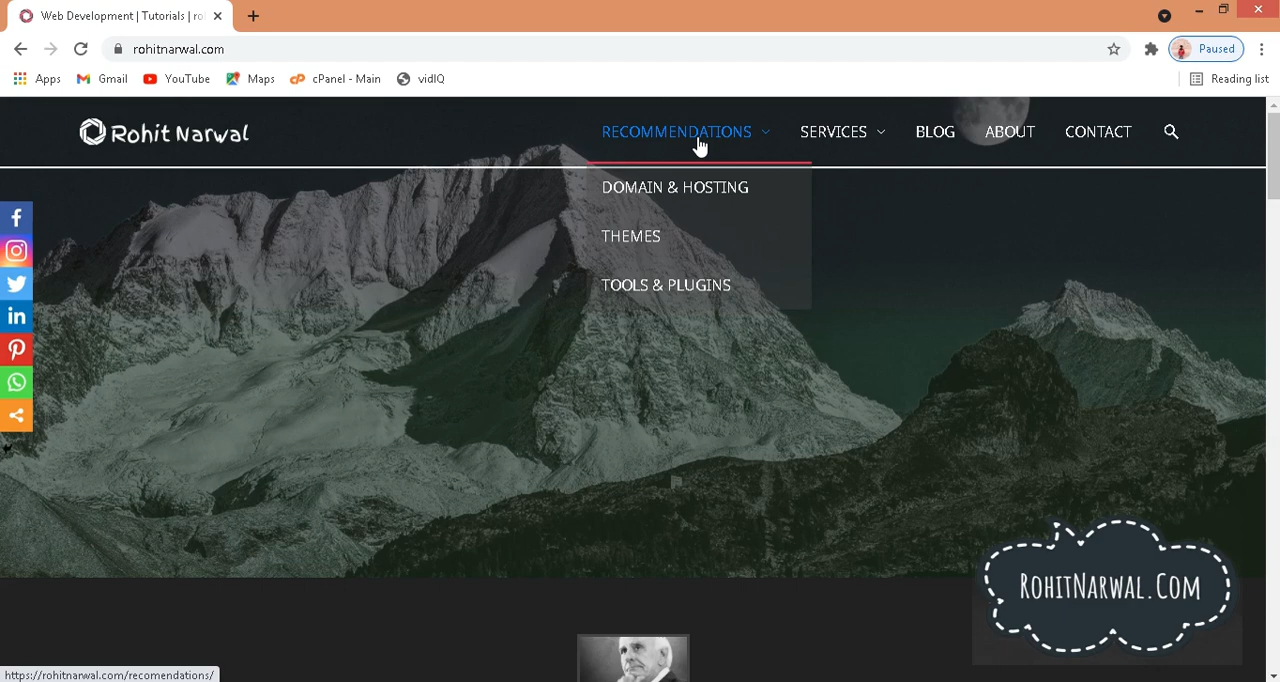 Web Development | Tutorials | ro
rohitnarwal.com
Paused
Apps
Gmail
YouTube
Maps
cPanel - Main
vidIQ
Reading list
Rohit Narwal
RECOMMENDATIONS
SERVICES
BLOG
ABOUT
CONTACT
DOMAIN & HOSTING
THEMES
TOOLS & PLUGINS
RohitNarwal.Com
https://rohitnarwal.com/recomendations/